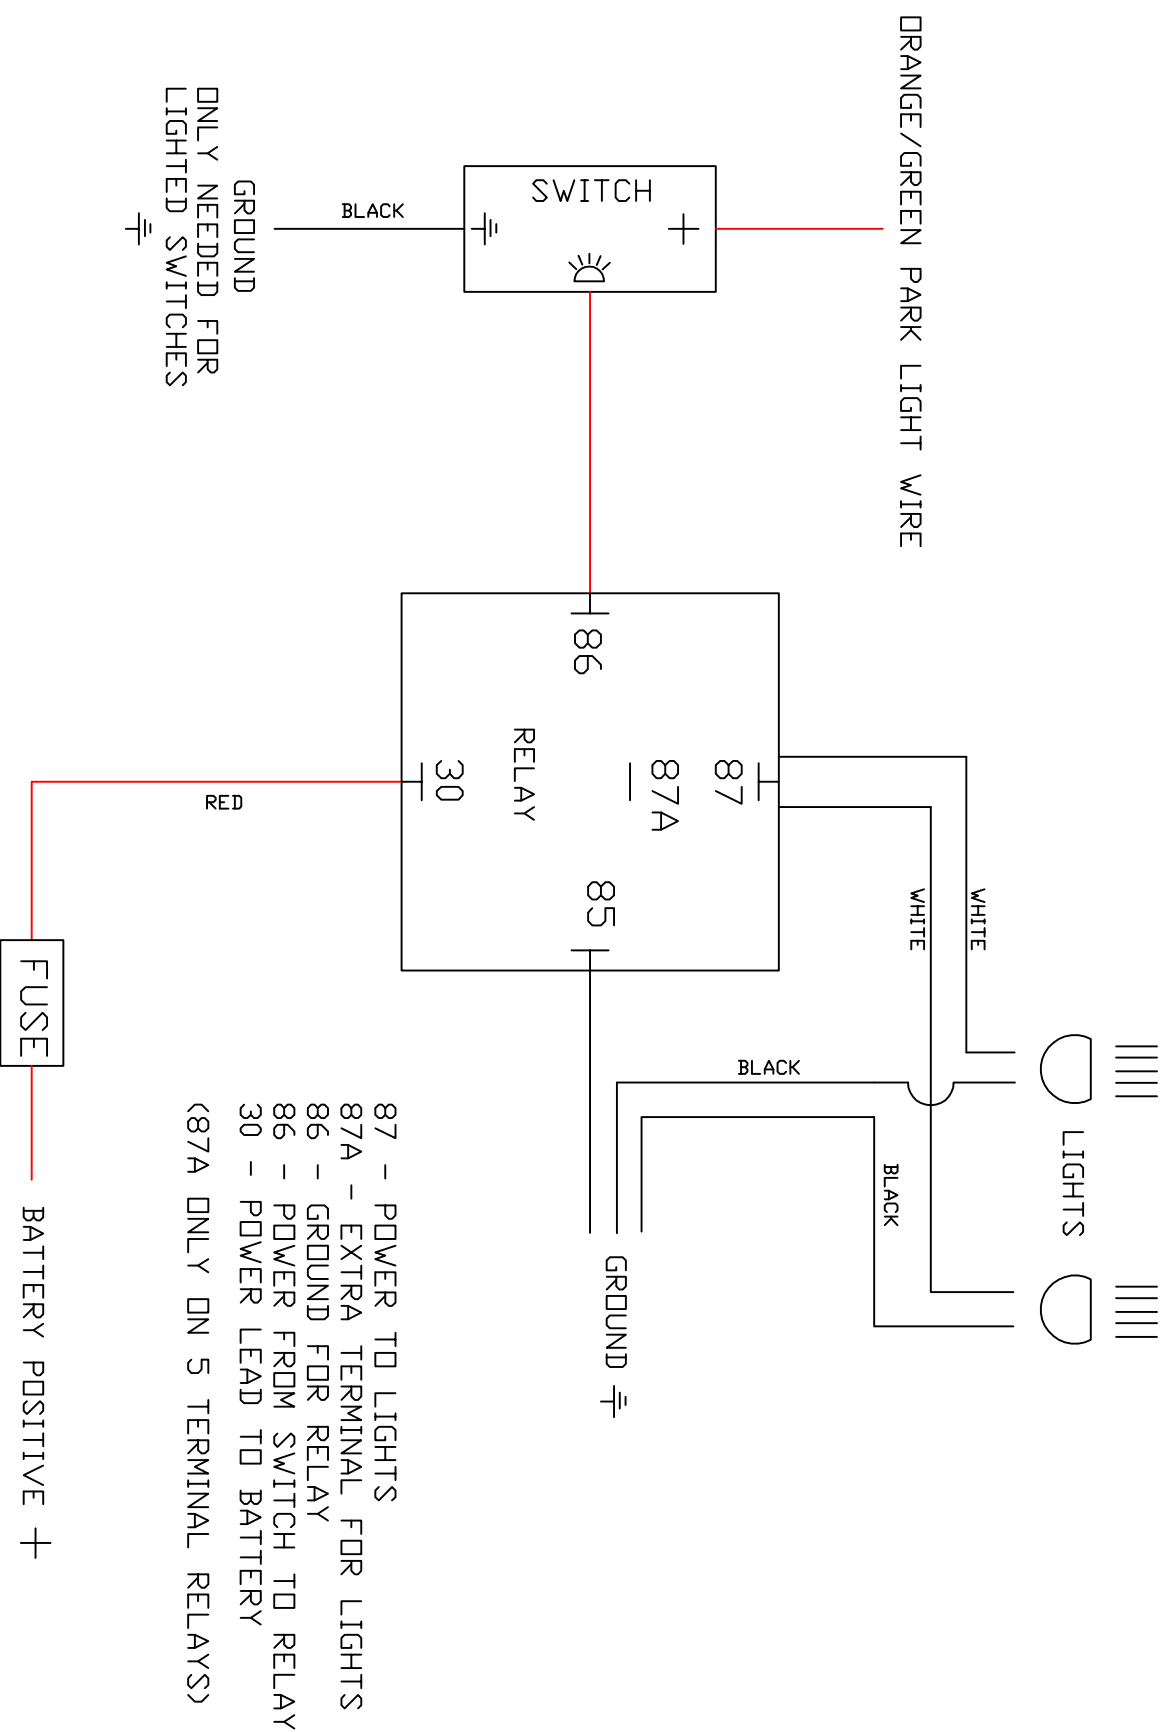 ORANGE/GREEN PARK LIGHT WIRE
SWITCH
+
BLACK
GROUND
ONLY NEEDED FOR
LIGHTED SWITCHES
86
87
87A
RELAY
30
85
WHITE
WHITE
LIGHTS
BLACK
BLACK
GROUND
RED
FUSE
BATTERY POSITIVE +
87 - POWER TO LIGHTS
87A - EXTRA TERMINAL FOR LIGHTS
86 - GROUND FOR RELAY
86 - POWER FROM SWITCH TO RELAY
30 - POWER LEAD TO BATTERY
(87A ONLY ON 5 TERMINAL RELAYS)